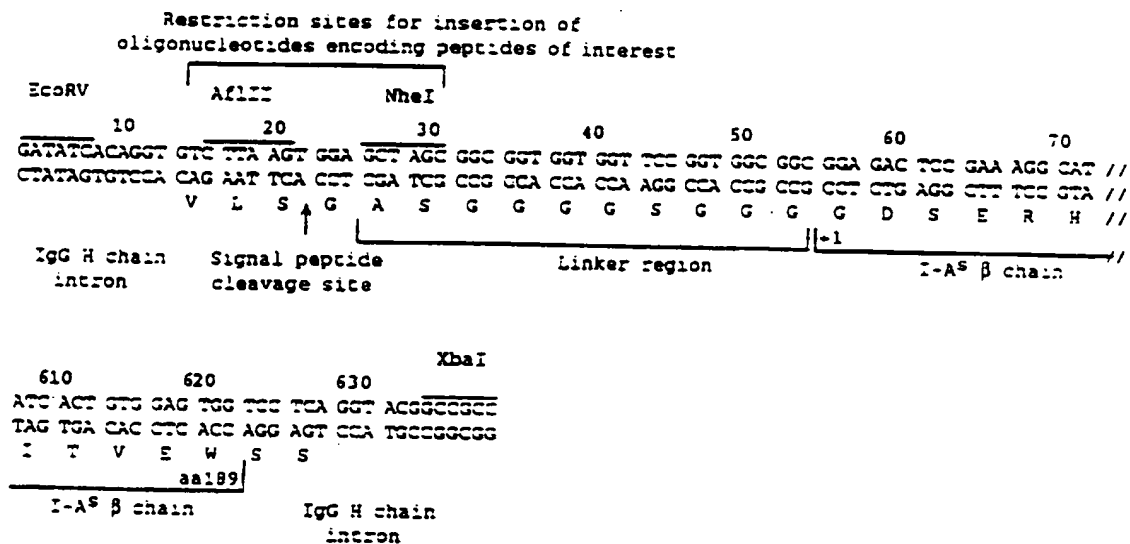 Restriction sites for insertion of
oligonucleotides encoding peptides of interest
EcoRV AflII NheI
10 20 30 40 50 60 70
GATATCACAGGT GTC TTA AGT GGA GCT AGC GGC GGT GGT GGT TCC GGT GGC GGC GGA GAC TCC GAA AGG CAT //
CTATAGTGTCCA CAG AAT TCA CCT CGA TCG CCG CCA CCA CCA AGG CCA CCG CCG CCT CTG AGG CTT TCC GTA //
V L S G A S G G G G S G G G G D S E R H //
+1
IgG H chain Signal peptide Linker region I-Aˢ β chain //
intron cleavage site
XbaI
610 620 630
ATC ACT GTG GAG TGG TCC TCA GGT ACGGCCGCC
TAG TGA CAC CTC ACC AGG AGT CCA TGCCGGCGG
I T V E W S S
aa189
I-Aˢ β chain IgG H chain
intron